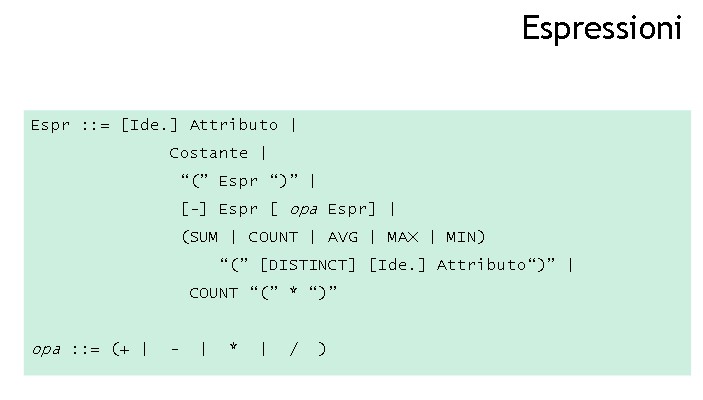 Espressioni
Espr ::= [Ide.] Attributo |
Costante |
“(” Espr “)” |
[-] Espr [ opa Espr] |
(SUM | COUNT | AVG | MAX | MIN)
“(” [DISTINCT] [Ide.] Attributo“)” |
COUNT “(” * “)”
opa ::= (+ | - | * | / )